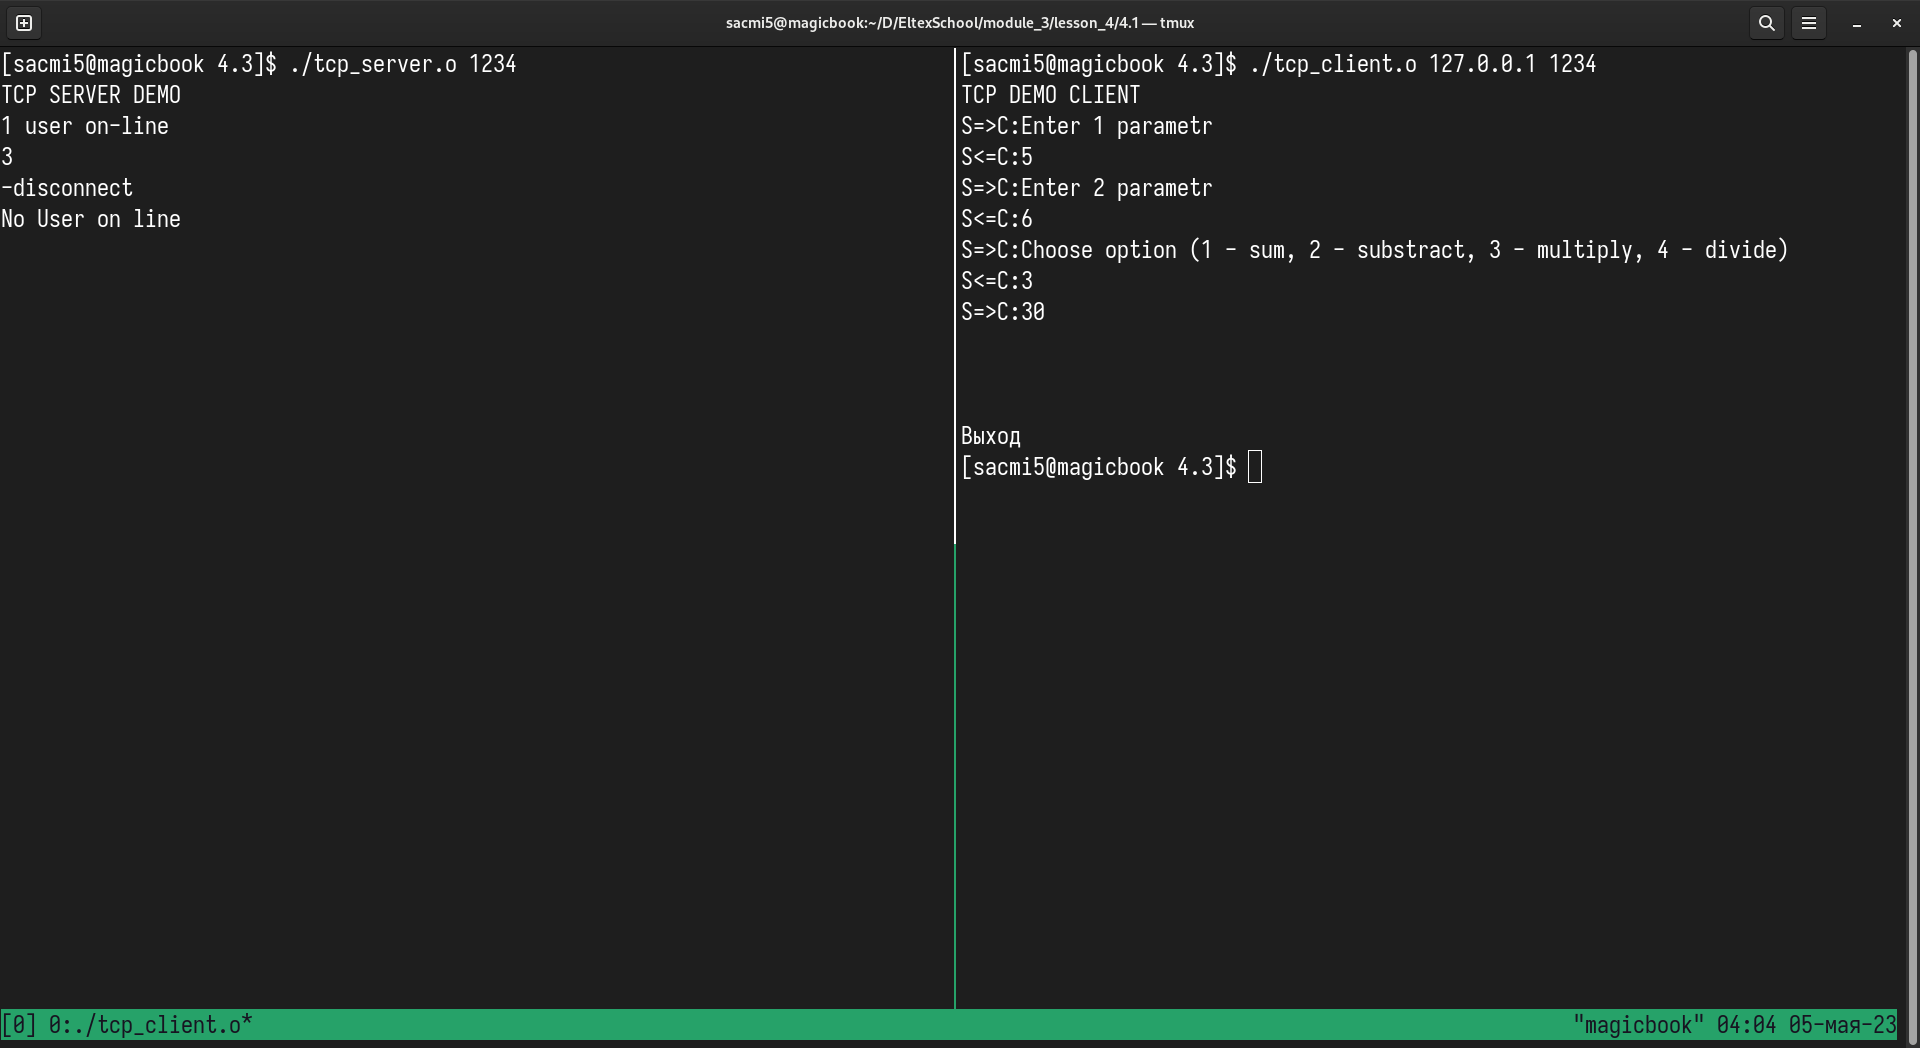 sacmi5@magicbook:~/D/EltexSchool/module_3/lesson_4/4.1 — tmux
[sacmi5@magicbook 4.3]$ ./tcp_server.o 1234
TCP SERVER DEMO
1 user on-line
3
-disconnect
No User on line
[sacmi5@magicbook 4.3]$ ./tcp_client.o 127.0.0.1 1234
TCP DEMO CLIENT
S=>C:Enter 1 parametr
S<=C:5
S=>C:Enter 2 parametr
S<=C:6
S=>C:Choose option (1 - sum, 2 - substract, 3 - multiply, 4 - divide)
S<=C:3
S=>C:30
Выход
[sacmi5@magicbook 4.3]$
[0] 0:./tcp_client.o* "magicbook" 04:04 05-мая-23